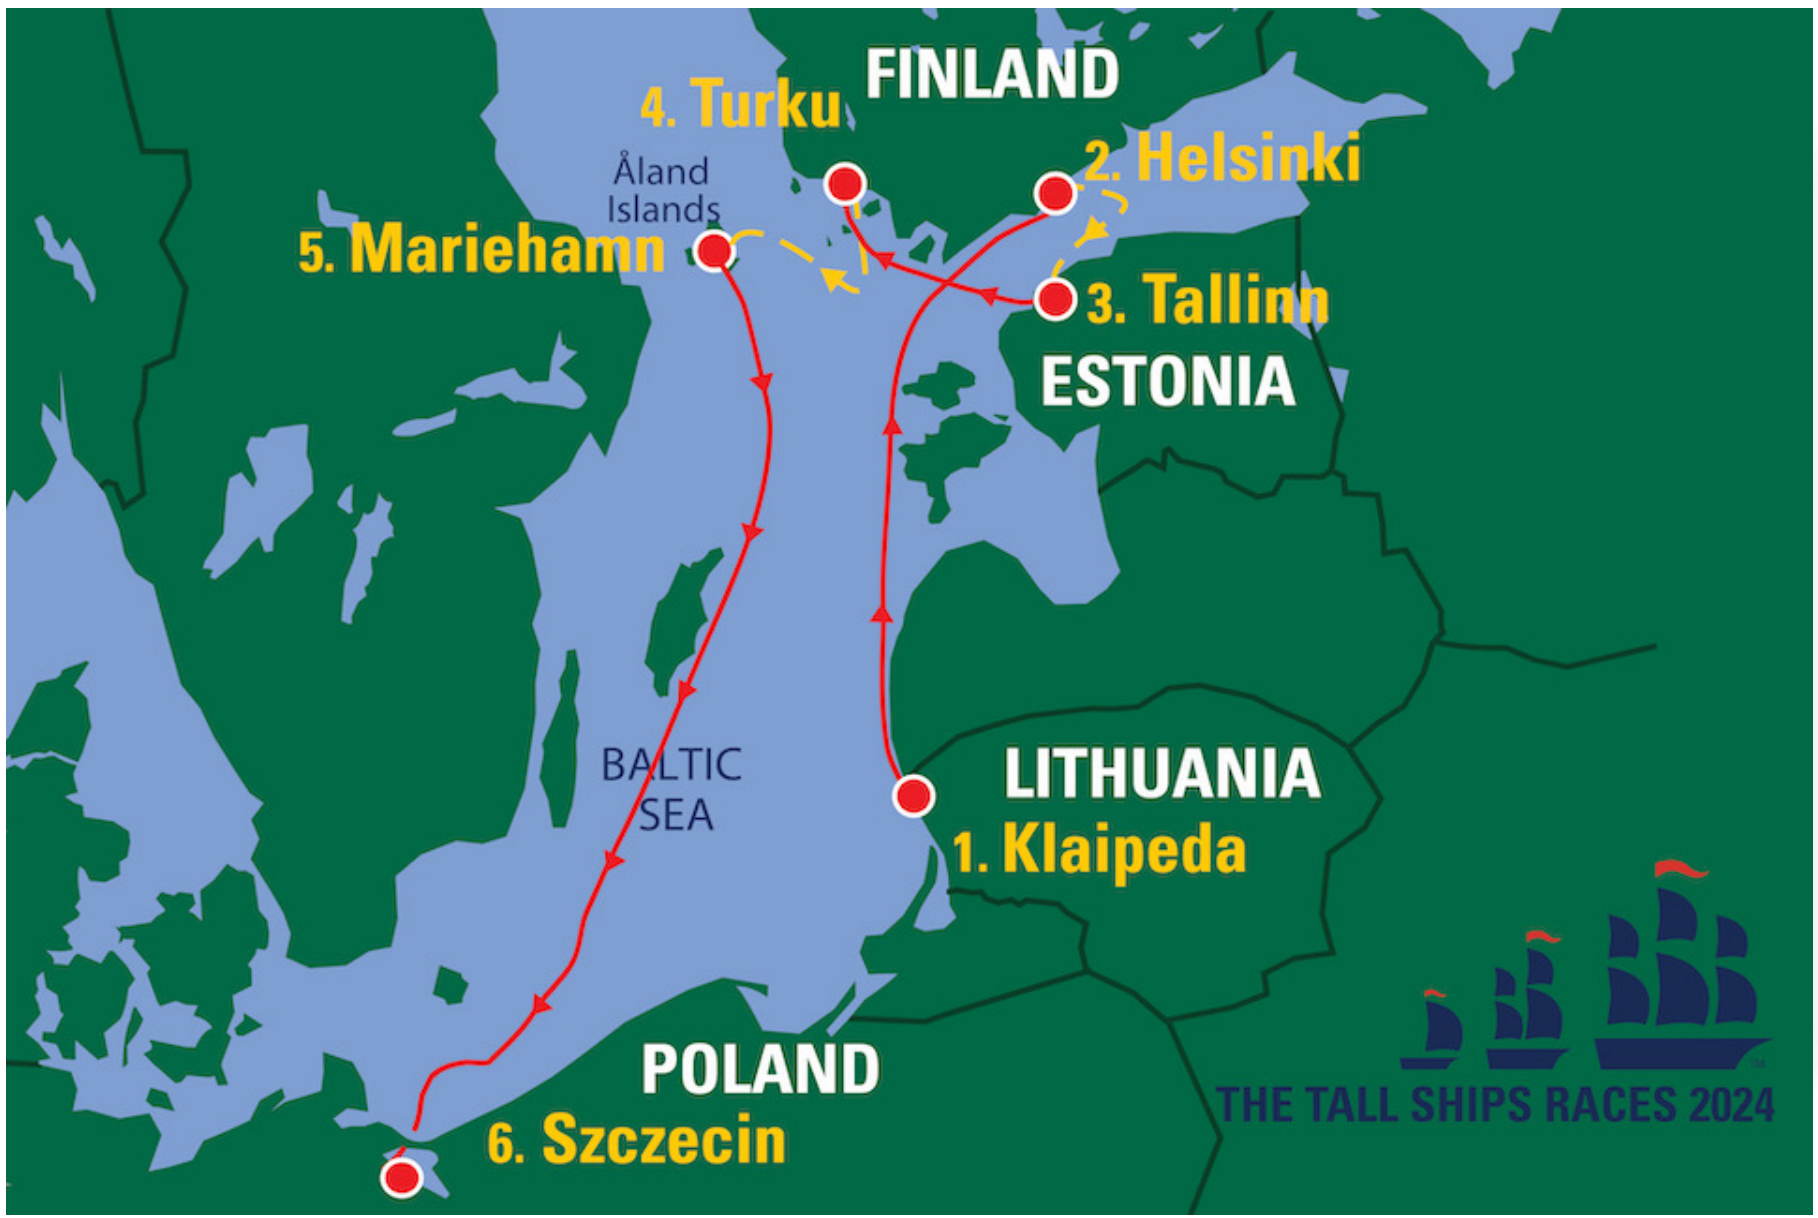 FINLAND
4. Turku
2. Helsinki
Åland
Islands
5. Mariehamn
3. Tallinn
ESTONIA
BALTIC
SEA
LITHUANIA
1. Klaipeda
POLAND
6. Szczecin
THE TALL SHIPS RACES 2024
TM